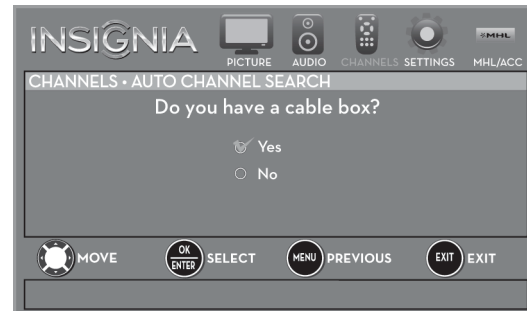 INSIGNIA
PICTURE AUDIO CHANNELS SETTINGS MHL/ACC
MHL
CHANNELS • AUTO CHANNEL SEARCH
Do you have a cable box?
Yes
No
MOVE OK ENTER SELECT MENU PREVIOUS EXIT EXIT